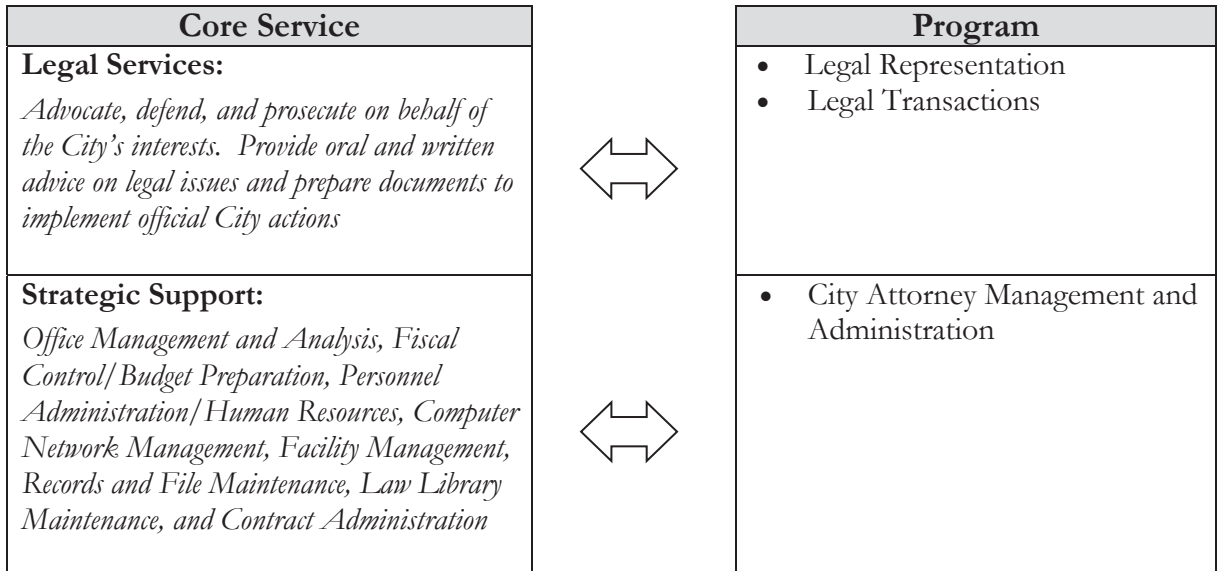 Core Service
Program
Legal Services:
Advocate, defend, and prosecute on behalf of
the City's interests.  Provide oral and written
advice on legal issues and prepare documents to
implement official City actions
• Legal Representation
• Legal Transactions
Strategic Support:
Office Management and Analysis, Fiscal
Control/Budget Preparation, Personnel
Administration/Human Resources, Computer
Network Management, Facility Management,
Records and File Maintenance, Law Library
Maintenance, and Contract Administration
• City Attorney Management and
Administration